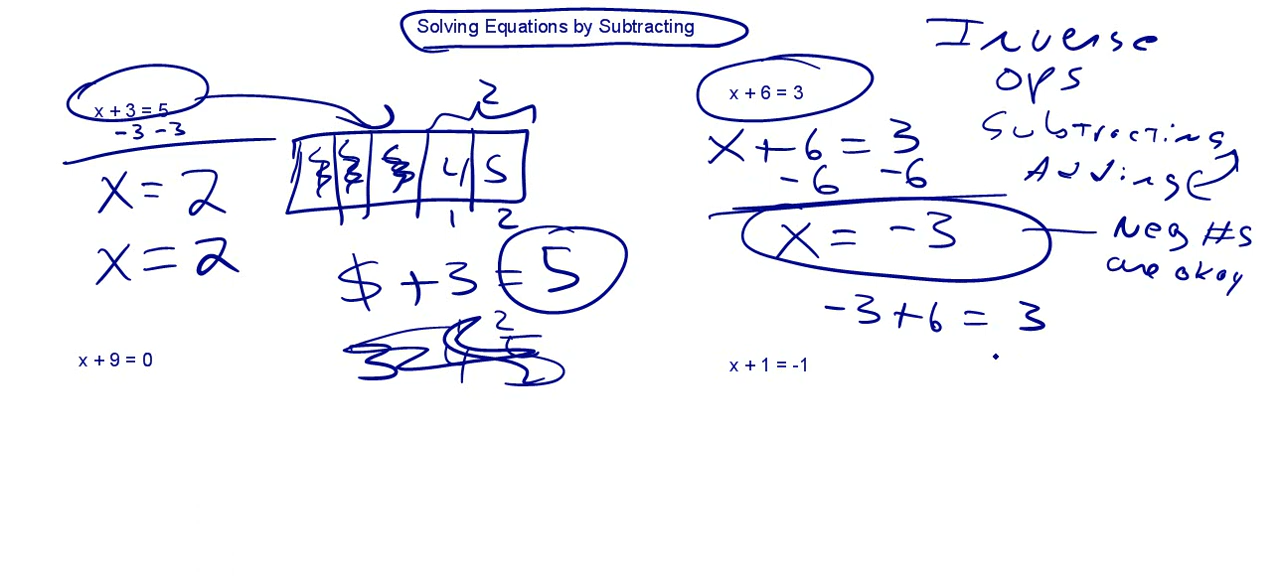 Solving Equations by Subtracting
x + 3 = 5
-3 -3
x = 2
x = 2
2
4 5
1 2
$ + 3 = 5
x + 9 = 0
x + 6 = 3
x + 6 = 3
-6 -6
x = -3
-3 + 6 = 3
x + 1 = -1
Inverse
ops
Subtracting
Adding
Neg #s
are okay